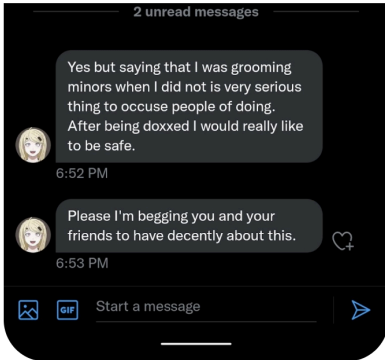 2 unread messages
Yes but saying that I was grooming
minors when I did not is very serious
thing to occuse people of doing.
After being doxxed I would really like
to be safe.
6:52 PM
Please I'm begging you and your
friends to have decently about this.
6:53 PM
GIF
Start a message